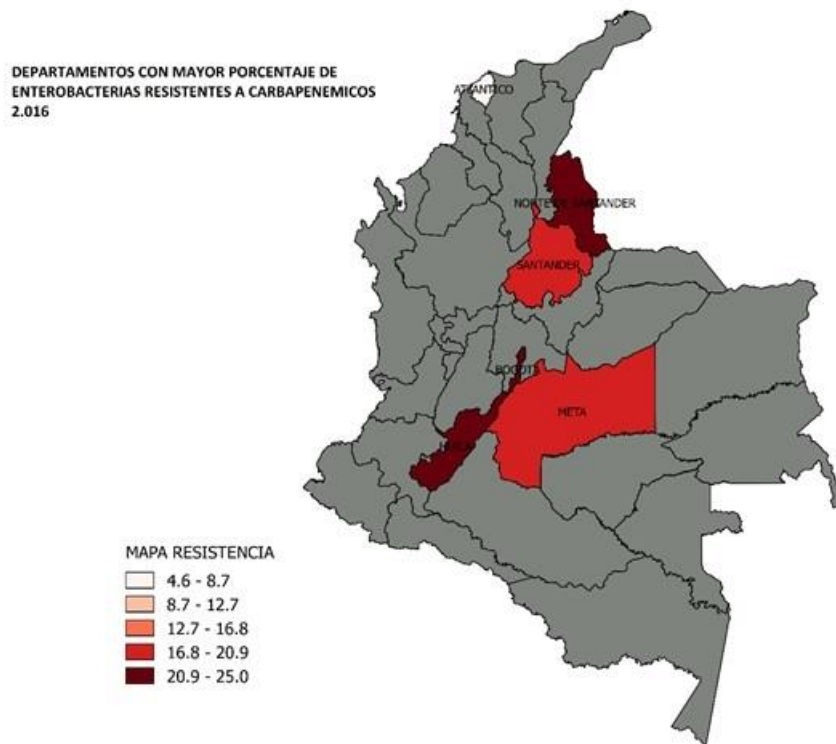 DEPARTAMENTOS CON MAYOR PORCENTAJE DE
ENTEROBACTERIAS RESISTENTES A CARBAPENEMICOS
2.016
ATLANTICO
NORTE DE SANTANDER
SANTANDER
BOGOTA
META
HUILA
MAPA RESISTENCIA
4.6 - 8.7
8.7 - 12.7
12.7 - 16.8
16.8 - 20.9
20.9 - 25.0